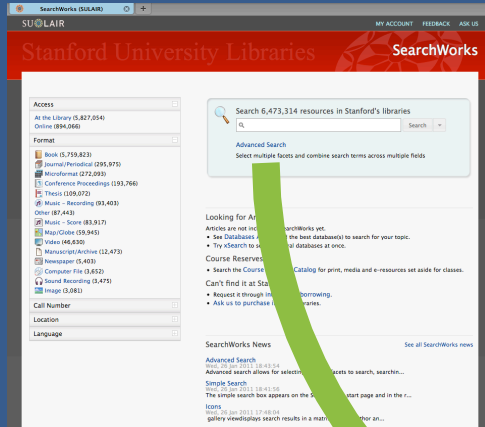 SearchWorks (SULAIR)
SULAIR
MY ACCOUNT FEEDBACK ASK US
Stanford University Libraries
SearchWorks
Access
At the Library (5,827,054)
Online (894,066)
Format
Book (5,759,823)
Journal/Periodical (295,975)
Microformat (272,093)
Conference Proceedings (193,766)
Thesis (109,072)
Music - Recording (93,403)
Other (87,443)
Music - Score (83,917)
Map/Globe (59,945)
Video (46,630)
Manuscript/Archive (12,473)
Newspaper (5,403)
Computer File (3,652)
Sound Recording (3,475)
Image (3,081)
Call Number
Location
Language
Search 6,473,314 resources in Stanford's libraries
Search
Advanced Search
Select multiple facets and combine search terms across multiple fields
Looking for
Articles are not SearchWorks yet.
• See Databases the best database(s) to search for your topic.
• Try xSearch to databases at once.
Course Reserves
• Search the Course Catalog for print, media and e-resources set aside for classes.
Can't find it at
• Request it through borrowing.
• Ask us to purchase
SearchWorks News
See all SearchWorks news
Advanced Search
Wed, 26 Jan 2011 18:43:54
Advanced search allows for facets to search, searchin...
Simple Search
Wed, 26 Jan 2011 18:41:56
The simple search box appears on the start page and in the r...
Icons
Wed, 26 Jan 2011 17:48:04
gallery viewdisplays search results in a an...